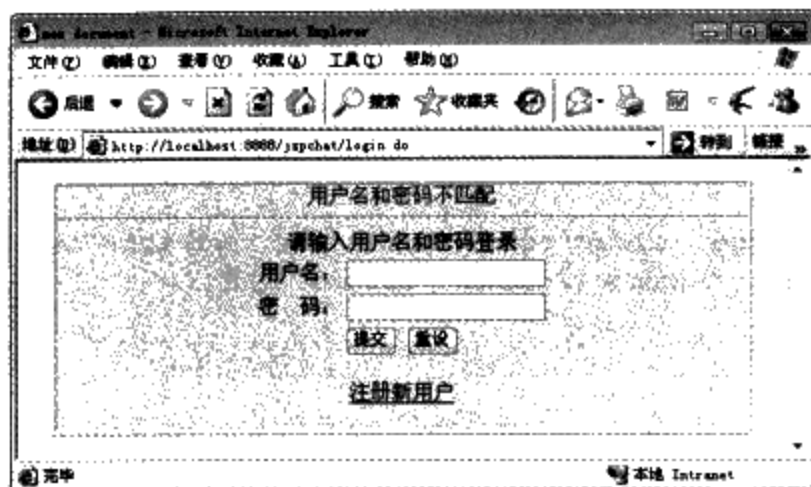 new document - Microsoft Internet Explorer
文件(F) 编辑(E) 查看(V) 收藏(A) 工具(T) 帮助(H)
后退 搜索 收藏夹
地址(D) http://localhost:8888/jspchat/login do 转到 链接 »
用户名和密码不匹配
请输入用户名和密码登录
用户名：
密 码：
提交 重设
注册新用户
完毕 本地 Intranet